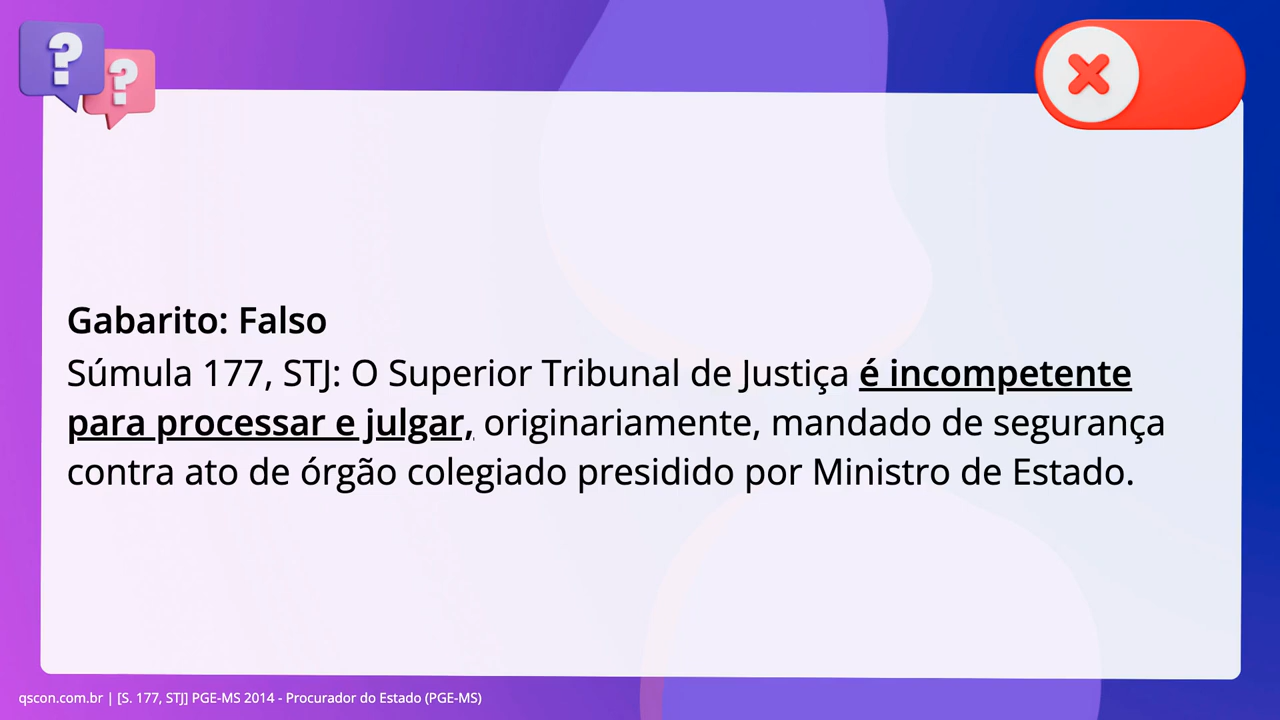 ? ?
Gabarito: Falso
Súmula 177, STJ: O Superior Tribunal de Justiça é incompetente
para processar e julgar, originariamente, mandado de segurança
contra ato de órgão colegiado presidido por Ministro de Estado.
qscon.com.br | [S. 177, STJ] PGE-MS 2014 - Procurador do Estado (PGE-MS)